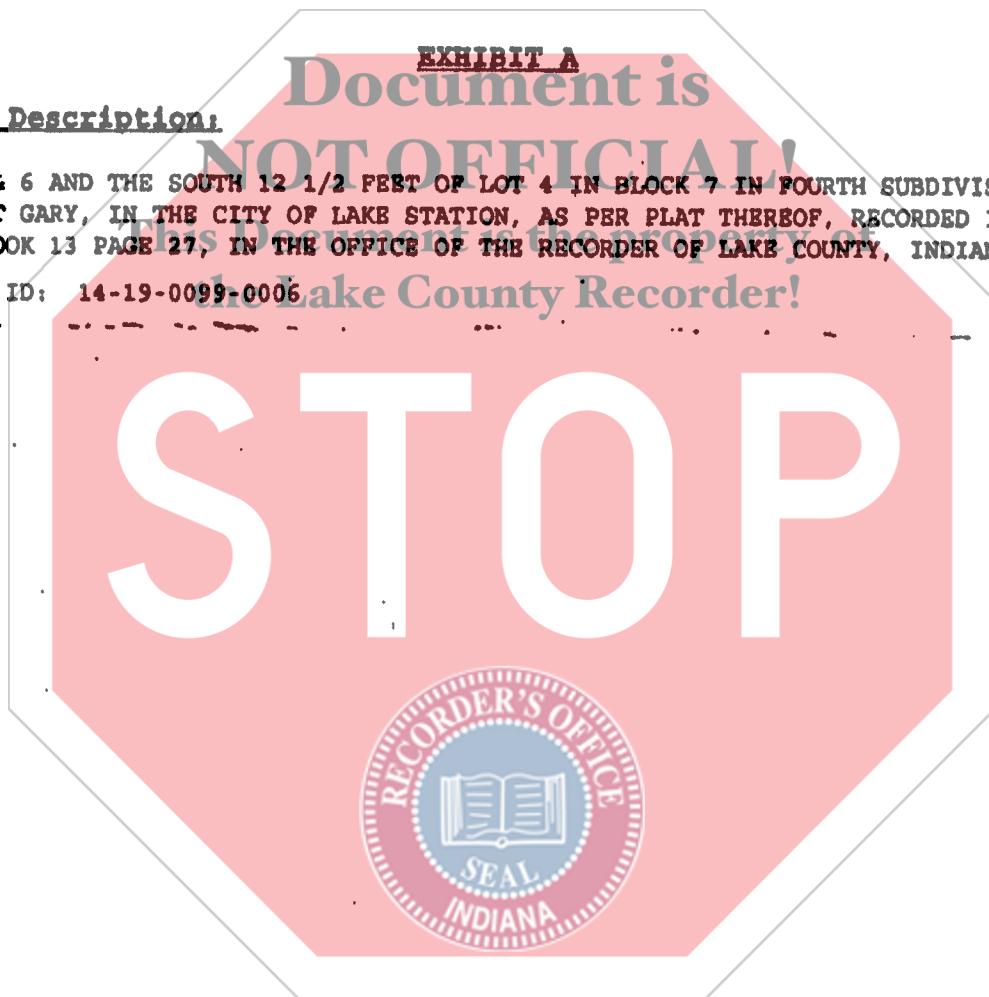 EXHIBIT A
Document is
Description:
NOT OFFICIAL!
& 6 AND THE SOUTH 12 1/2 FEET OF LOT 4 IN BLOCK 7 IN FOURTH SUBDIVIS
GARY, IN THE CITY OF LAKE STATION, AS PER PLAT THEREOF, RECORDED
PAGE 27, IN THE OFFICE OF THE RECORDER OF LAKE COUNTY, INDIAN
13
This Document is the property of
ID: 14-19-0099-0006
the Lake County Recorder!
STOP
RECORDER'S OFFICE
SEAL
INDIANA